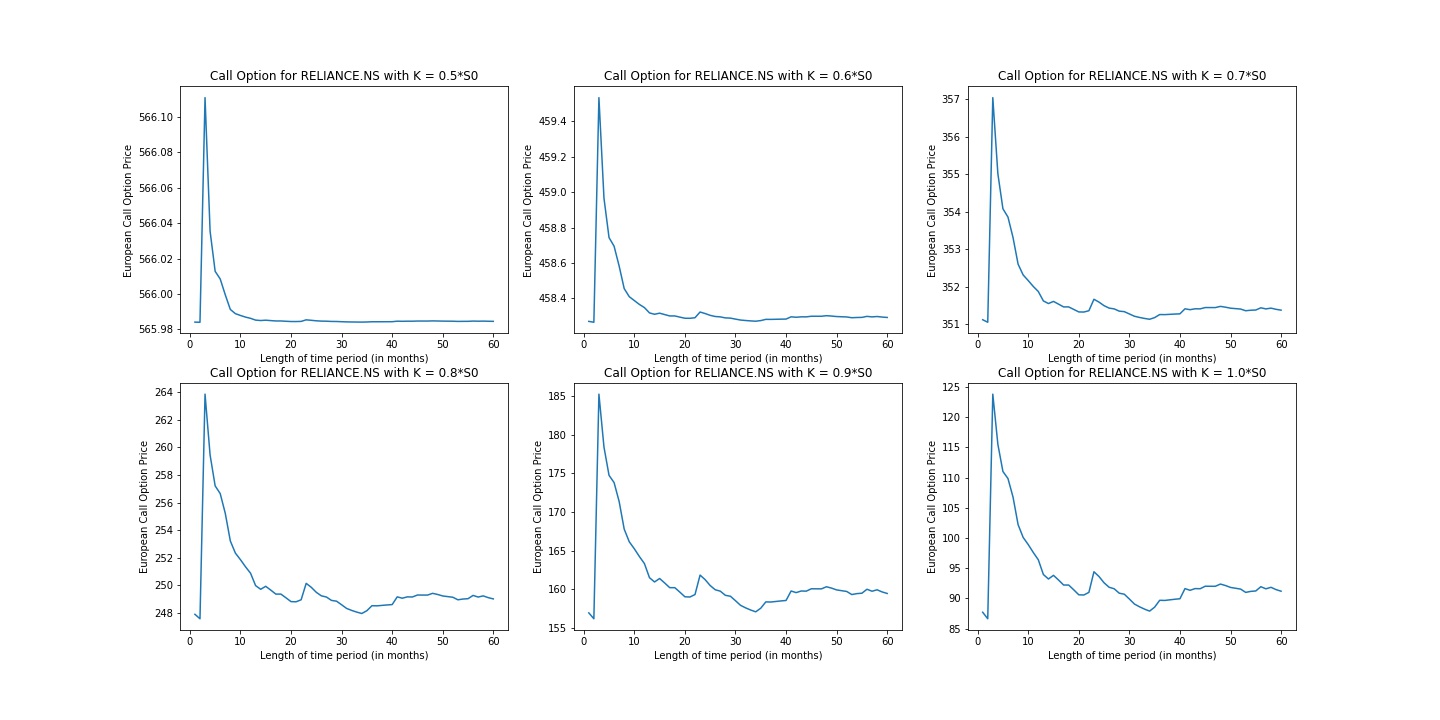 Call Option for RELIANCE.NS with K = 0.5*S0
European Call Option Price
566.10
566.08
566.06
566.04
566.02
566.00
565.98
0 10 20 30 40 50 60
Length of time period (in months)
Call Option for RELIANCE.NS with K = 0.6*S0
European Call Option Price
459.4
459.2
459.0
458.8
458.6
458.4
0 10 20 30 40 50 60
Length of time period (in months)
Call Option for RELIANCE.NS with K = 0.7*S0
European Call Option Price
357
356
355
354
353
352
351
0 10 20 30 40 50 60
Length of time period (in months)
Call Option for RELIANCE.NS with K = 0.8*S0
European Call Option Price
264
262
260
258
256
254
252
250
248
0 10 20 30 40 50 60
Length of time period (in months)
Call Option for RELIANCE.NS with K = 0.9*S0
European Call Option Price
185
180
175
170
165
160
155
0 10 20 30 40 50 60
Length of time period (in months)
Call Option for RELIANCE.NS with K = 1.0*S0
European Call Option Price
125
120
115
110
105
100
95
90
85
0 10 20 30 40 50 60
Length of time period (in months)